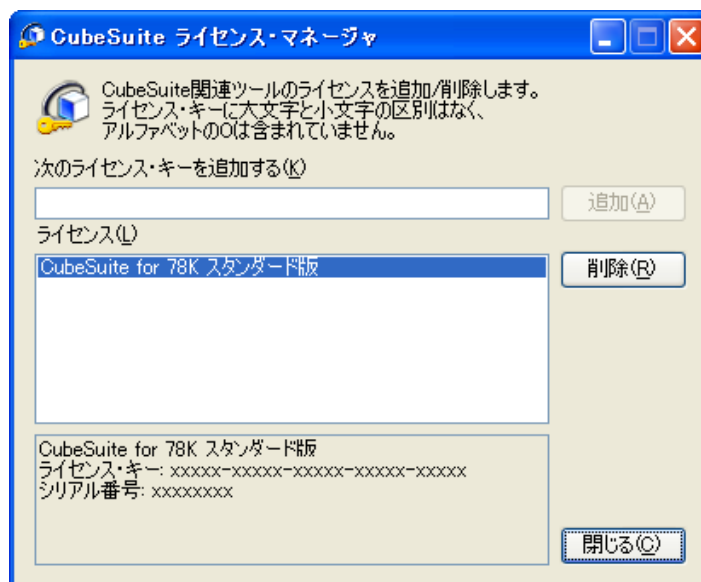 CubeSuite ライセンス・マネージャ
CubeSuite関連ツールのライセンスを追加/削除します。
ライセンス・キーに大文字と小文字の区別はなく、
アルファベットのOは含まれていません。
次のライセンス・キーを追加する(K)
追加(A)
ライセンス(L)
CubeSuite for 78K スタンダード版
削除(R)
CubeSuite for 78K スタンダード版
ライセンス・キー: xxxxx-xxxxx-xxxxx-xxxxx-xxxxx
シリアル番号: xxxxxxxx
閉じる(C)